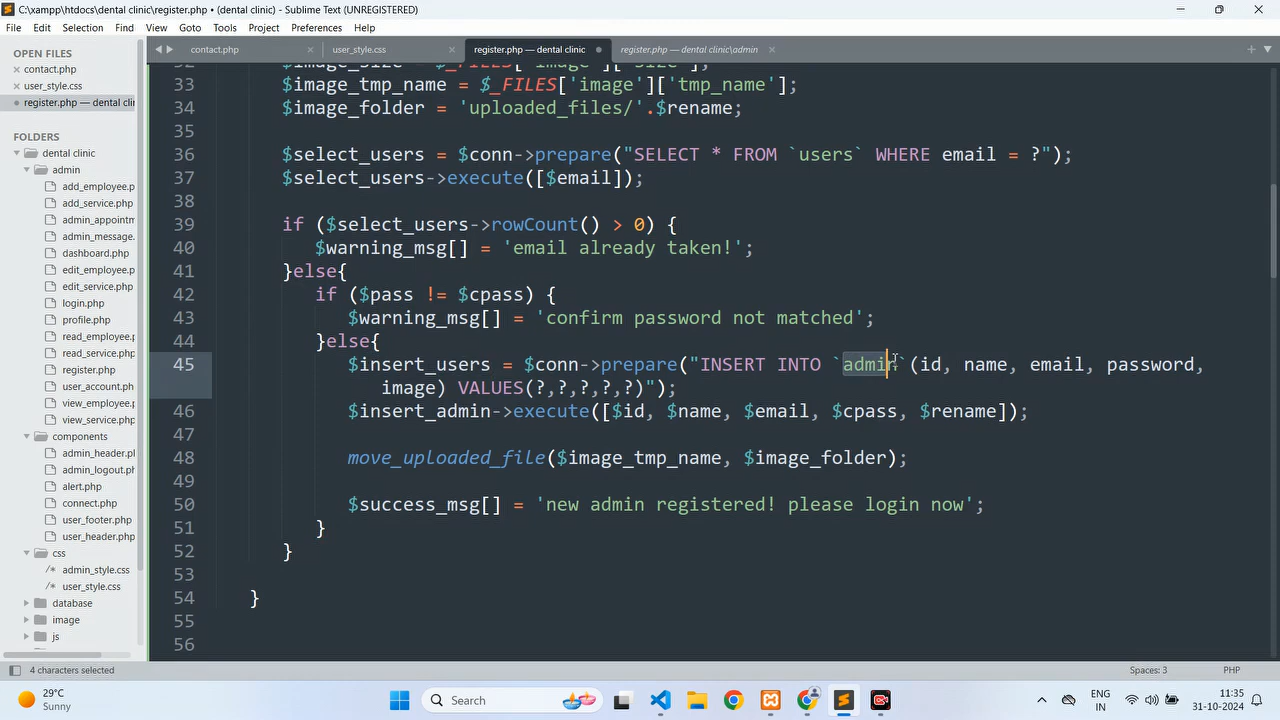 C:\xampp\htdocs\dental clinic\register.php • (dental clinic) - Sublime Text (UNREGISTERED)
File Edit Selection Find View Goto Tools Project Preferences Help
OPEN FILES
contact.php
user_style.css
register.php — dental clin
FOLDERS
dental clinic
admin
add_employee.p
add_service.php
admin_appointm
admin_message.
dashboard.php
edit_employee.p
edit_service.php
login.php
profile.php
read_employee.p
read_service.php
register.php
user_account.ph
view_employee.p
view_service.ph
components
admin_header.pl
admin_logout.ph
alert.php
connect.php
user_footer.php
user_header.php
css
admin_style.css
user_style.css
database
image
js
contact.php
user_style.css
register.php — dental clinic
register.php — dental clinic\admin
32 $image_size = $_FILES['image']['size'];
33 $image_tmp_name = $_FILES['image']['tmp_name'];
34 $image_folder = 'uploaded_files/'.$rename;
35
36 $select_users = $conn->prepare("SELECT * FROM `users` WHERE email = ?");
37 $select_users->execute([$email]);
38
39 if ($select_users->rowCount() > 0) {
40 $warning_msg[] = 'email already taken!';
41 }else{
42 if ($pass != $cpass) {
43 $warning_msg[] = 'confirm password not matched';
44 }else{
45 $insert_users = $conn->prepare("INSERT INTO `admin`(id, name, email, password,
image) VALUES(?,?,?,?,?)");
46 $insert_admin->execute([$id, $name, $email, $cpass, $rename]);
47
48 move_uploaded_file($image_tmp_name, $image_folder);
49
50 $success_msg[] = 'new admin registered! please login now';
51 }
52 }
53
54 }
55
56
4 characters selected
Spaces: 3
PHP
29°C
Sunny
Search
ENG
IN
11:35
31-10-2024